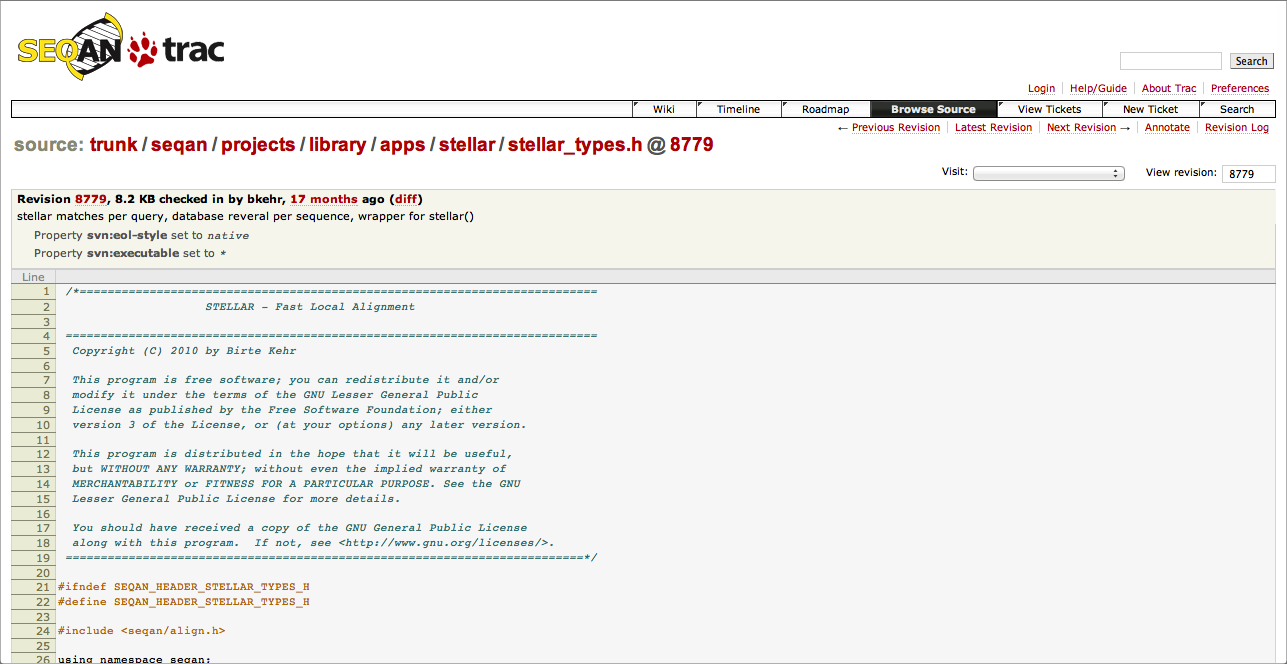 SEQAN trac
Search
Login Help/Guide About Trac Preferences
Wiki Timeline Roadmap Browse Source View Tickets New Ticket Search
← Previous Revision Latest Revision Next Revision → Annotate Revision Log
source: trunk / seqan / projects / library / apps / stellar / stellar_types.h @ 8779
Visit: View revision: 8779
Revision 8779, 8.2 KB checked in by bkehr, 17 months ago (diff)
stellar matches per query, database reveral per sequence, wrapper for stellar()
Property svn:eol-style set to native
Property svn:executable set to *
Line
1 /*==========================================================================
2 STELLAR - Fast Local Alignment
3
4 ============================================================================
5 Copyright (C) 2010 by Birte Kehr
6
7 This program is free software; you can redistribute it and/or
8 modify it under the terms of the GNU Lesser General Public
9 License as published by the Free Software Foundation; either
10 version 3 of the License, or (at your options) any later version.
11
12 This program is distributed in the hope that it will be useful,
13 but WITHOUT ANY WARRANTY; without even the implied warranty of
14 MERCHANTABILITY or FITNESS FOR A PARTICULAR PURPOSE. See the GNU
15 Lesser General Public License for more details.
16
17 You should have received a copy of the GNU General Public License
18 along with this program. If not, see <http://www.gnu.org/licenses/>.
19 ==========================================================================*/
20
21 #ifndef SEQAN_HEADER_STELLAR_TYPES_H
22 #define SEQAN_HEADER_STELLAR_TYPES_H
23
24 #include <seqan/align.h>
25
26 using namespace seqan;